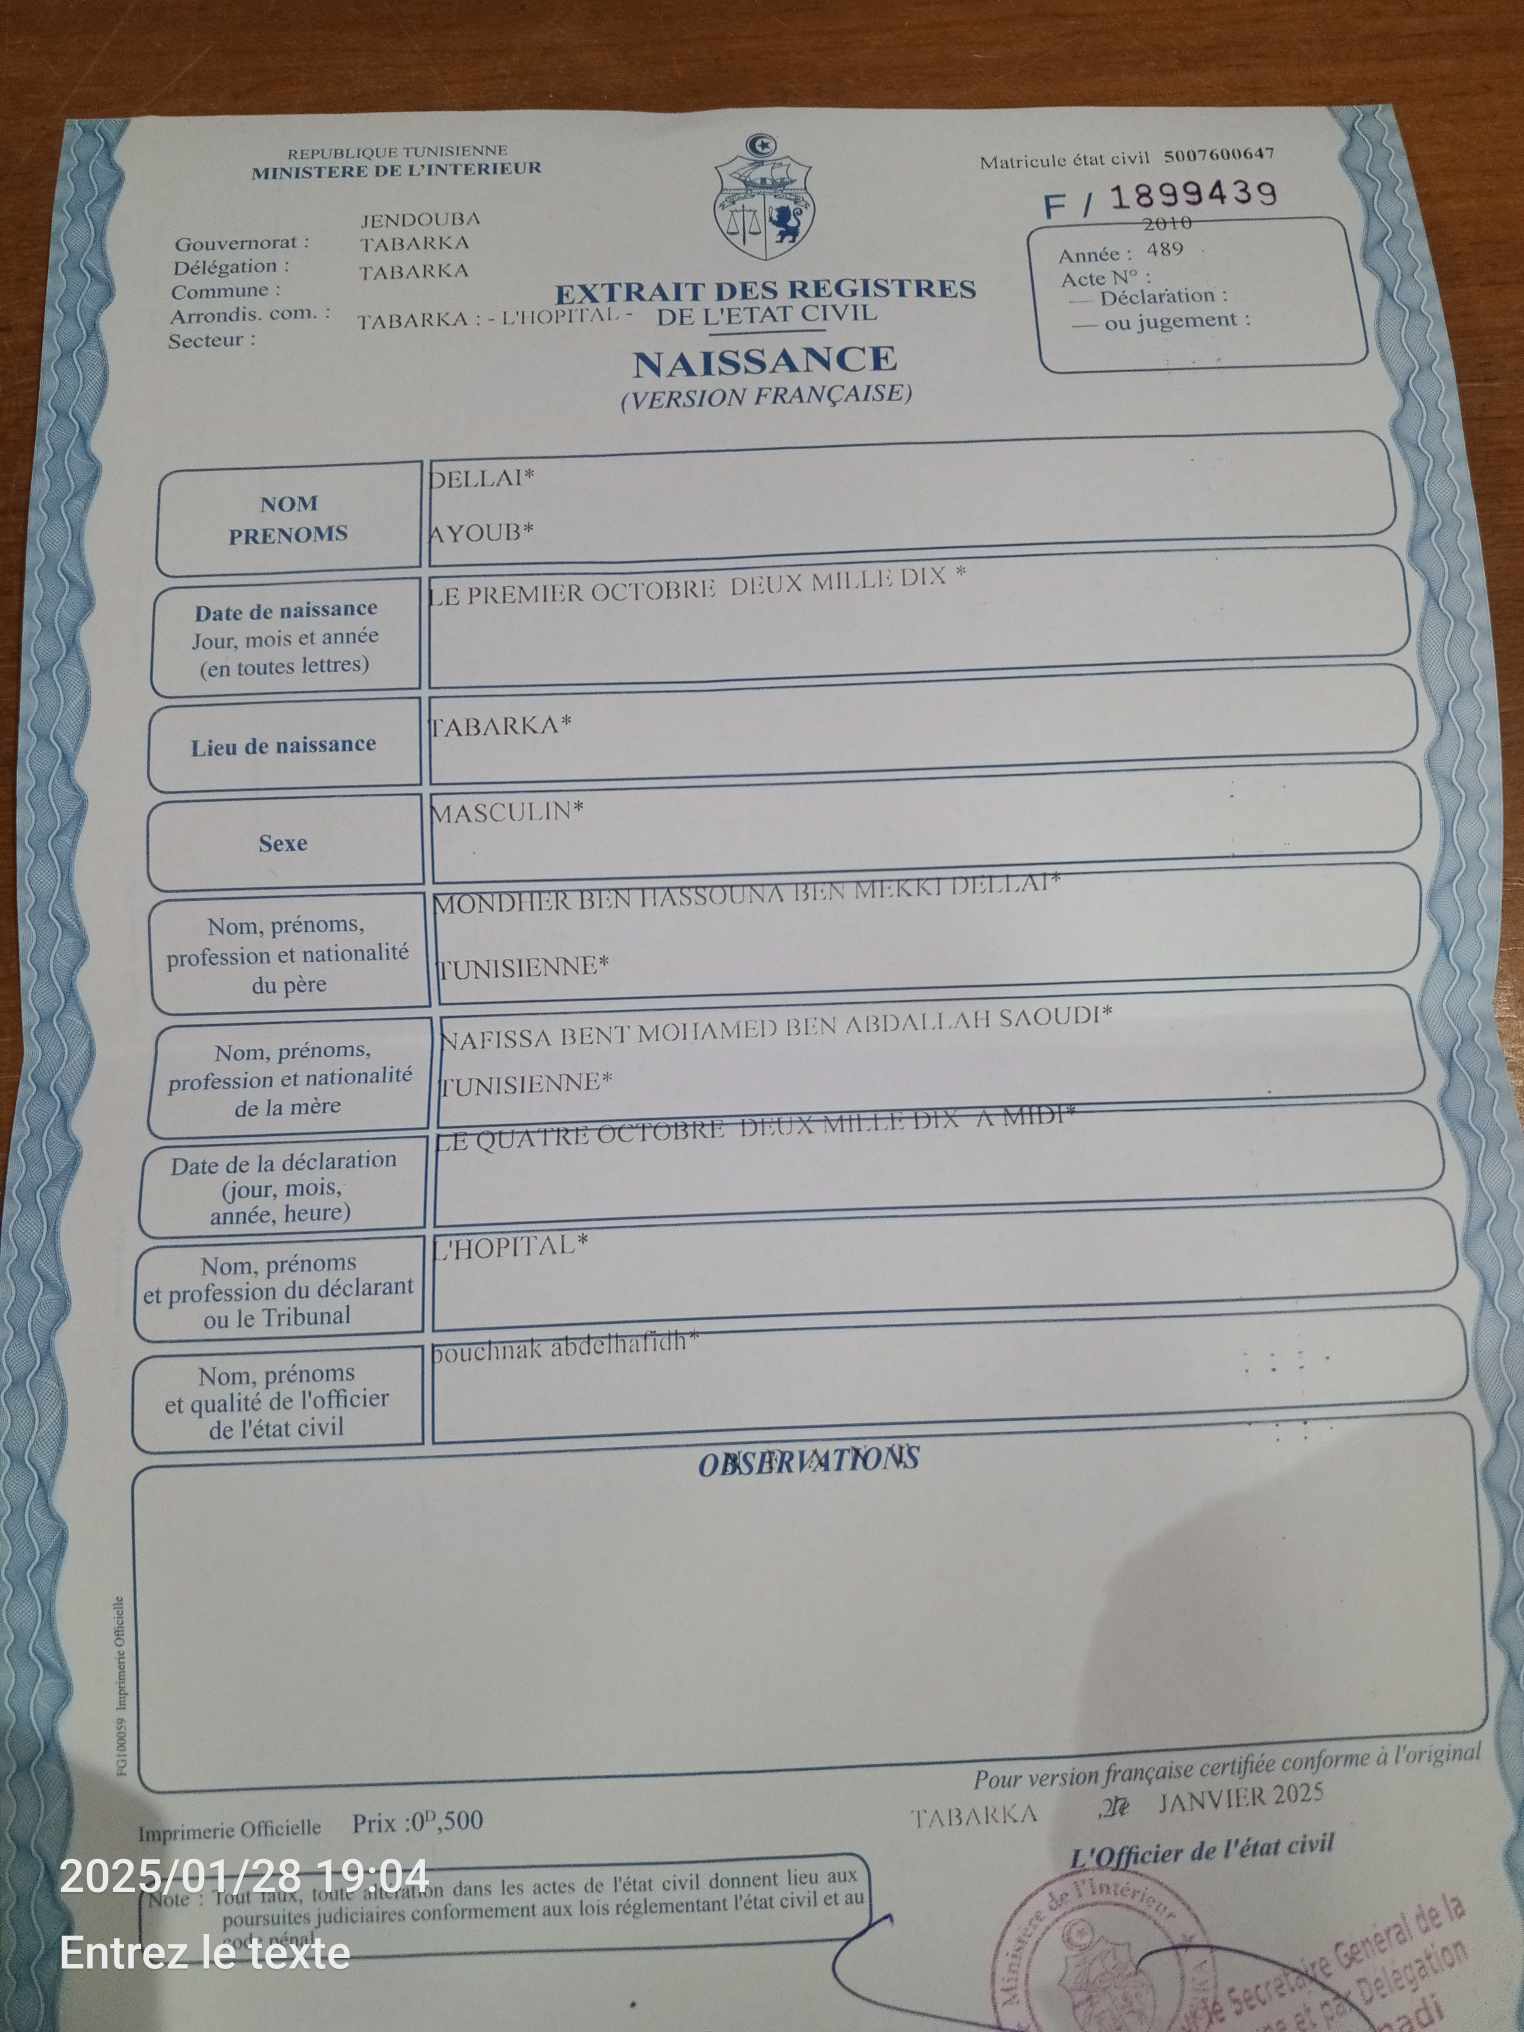 REPUBLIQUE TUNISIENNE
MINISTERE DE L'INTERIEUR
Matricule état civil 5007600647
F / 1899439
JENDOUBA
Gouvernorat : TABARKA
Délégation :
Commune : TABARKA
Arrondis. com. :
Secteur : TABARKA : - L'HOPITAL -
2010
Année : 489
Acte N° :
— Déclaration :
— ou jugement :
EXTRAIT DES REGISTRES
DE L'ETAT CIVIL
NAISSANCE
(VERSION FRANÇAISE)
NOM
PRENOMS
DELLAI*
AYOUB*
Date de naissance
Jour, mois et année
(en toutes lettres)
LE PREMIER OCTOBRE DEUX MILLE DIX *
Lieu de naissance
TABARKA*
Sexe
MASCULIN*
Nom, prénoms,
profession et nationalité
du père
MONDHER BEN HASSOUNA BEN MEKKI DELLAI*
TUNISIENNE*
Nom, prénoms,
profession et nationalité
de la mère
NAFISSA BENT MOHAMED BEN ABDALLAH SAOUDI*
TUNISIENNE*
Date de la déclaration
(jour, mois,
année, heure)
LE QUATRE OCTOBRE DEUX MILLE DIX A MIDI*
Nom, prénoms
et profession du déclarant
ou le Tribunal
L'HOPITAL*
Nom, prénoms
et qualité de l'officier
de l'état civil
bouchnak abdelhafidh*
OBSERVATIONS
FG100059 Imprimerie Officielle
Pour version française certifiée conforme à l'original
TABARKA JANVIER 2025
L'Officier de l'état civil
Imprimerie Officielle Prix :0D,500
Note : Tout faux, toute altération dans les actes de l'état civil donnent lieu aux
poursuites judiciaires conformement aux lois réglementant l'état civil et au
code pénal
2025/01/28 19:04
Entrez le texte
Ministère de l'Intérieur
le Secrétaire Général de la
et par Délégation